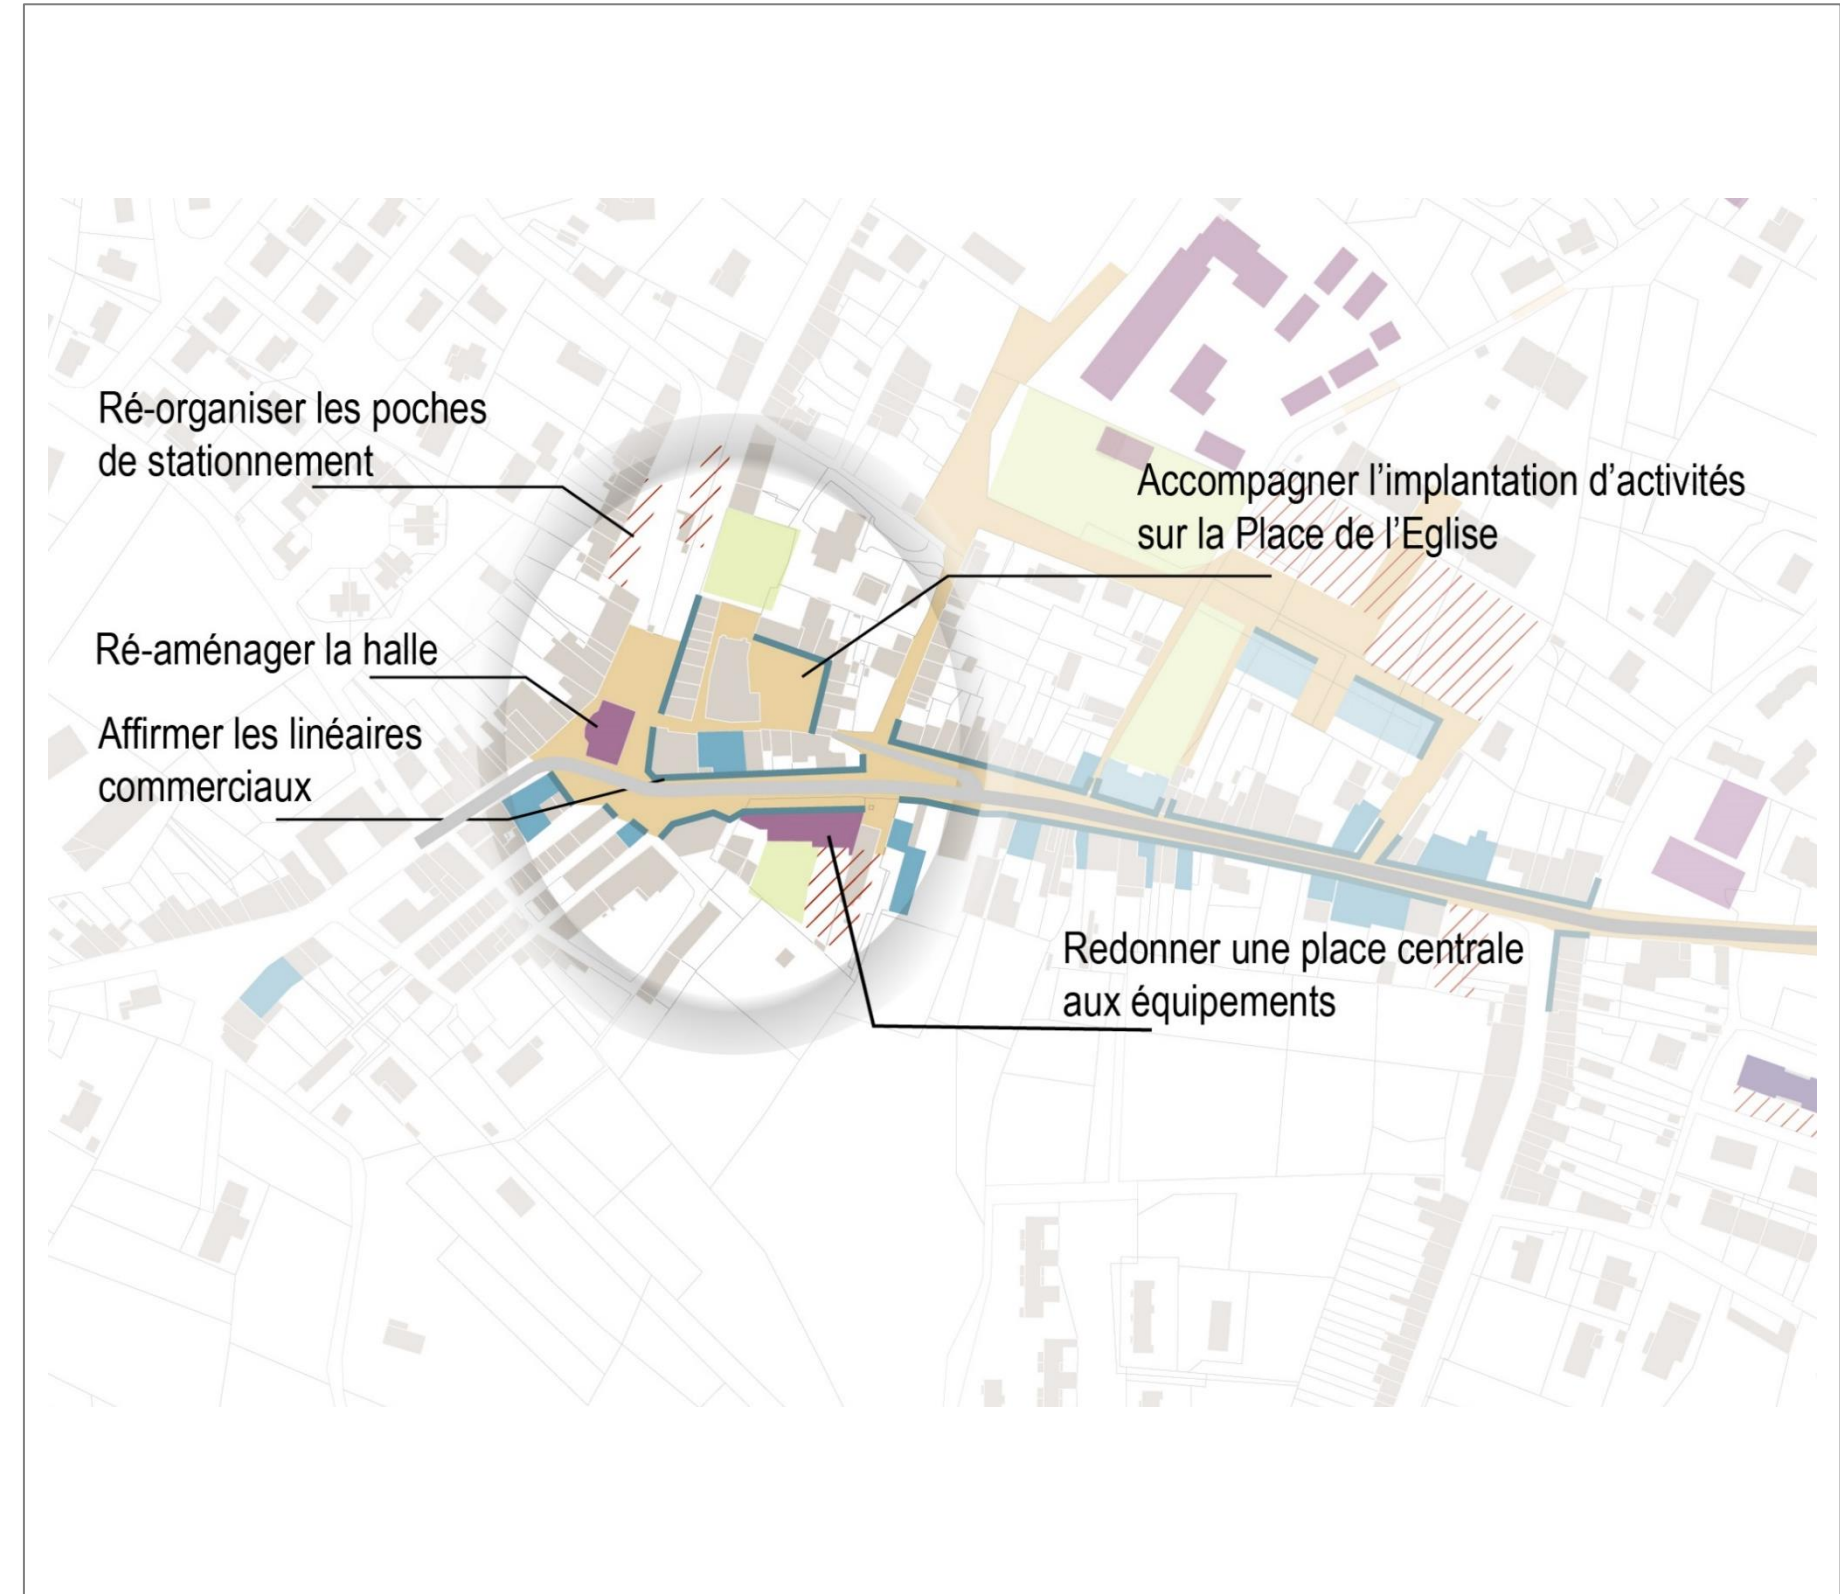 Ré-organiser les poches
de stationnement
Accompagner l’implantation d’activités
sur la Place de l’Eglise
Ré-aménager la halle
Affirmer les linéaires
commerciaux
Redonner une place centrale
aux équipements